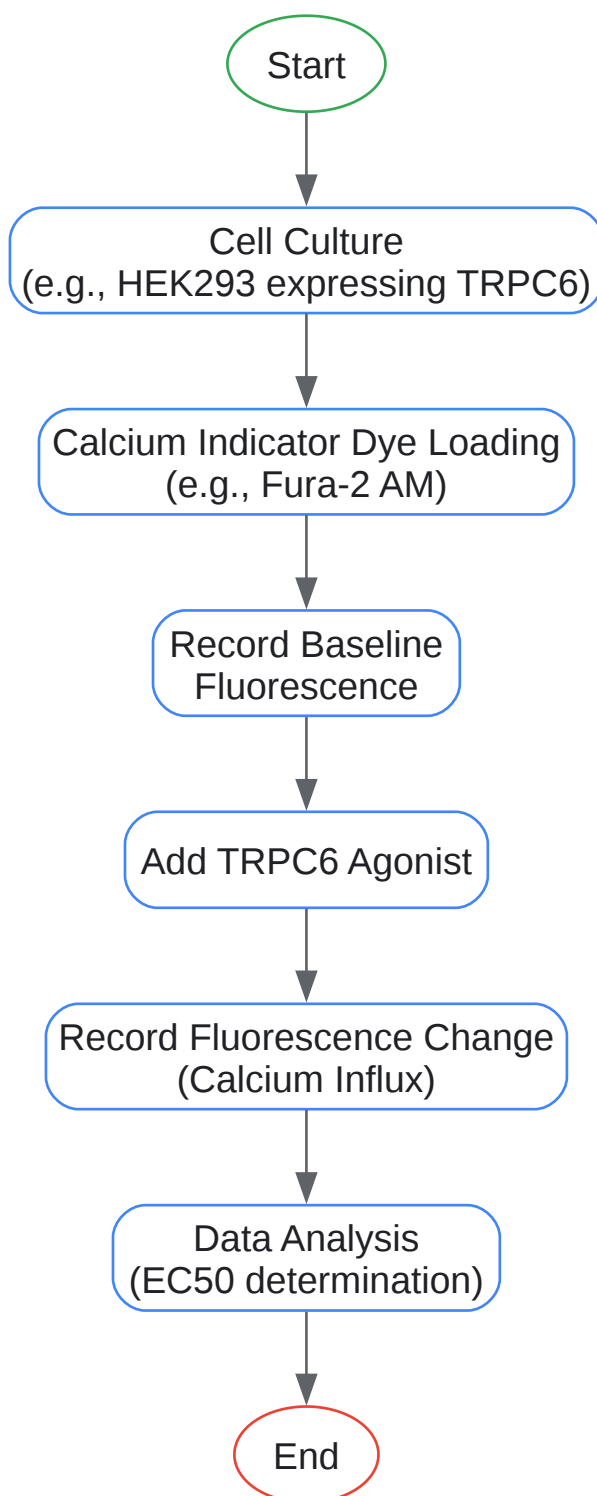 Start
Cell Culture
(e.g., HEK293 expressing TRPC6)
Calcium Indicator Dye Loading
(e.g., Fura-2 AM)
Record Baseline
Fluorescence
Add TRPC6 Agonist
Record Fluorescence Change
(Calcium Influx)
Data Analysis
(EC50 determination)
End